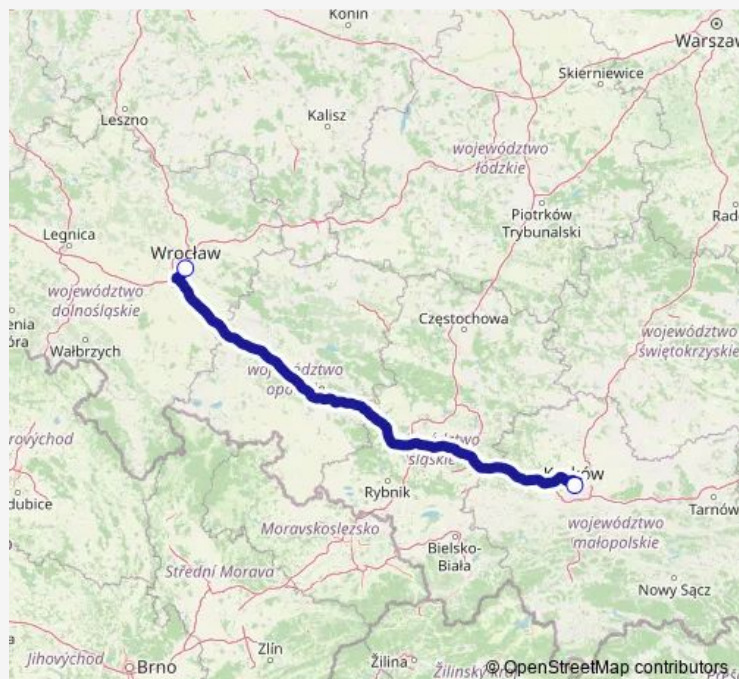 Konin
Warszaw
Skierniewice
Leszno
Kalisz
województwo
łódzkie
Piotrków
Trybunalski
Rad
Legnica
Wrocław
województwo
dolnośląskie
Częstochowa
województwo
świętokrzyskie
enia
óra
Wałbrzych
województwo
opo
śląskie
Kraków
rovýchod
Rybnik
dubice
Tarnów
Moravskoslezsko
województwo
małopolskie
Bielsko-
Biała
Střední Morava
Nowy Sącz
Zlín
Žilina
Jihovýchod
Brno
Žilinský kraj
© OpenStreetMap contributors